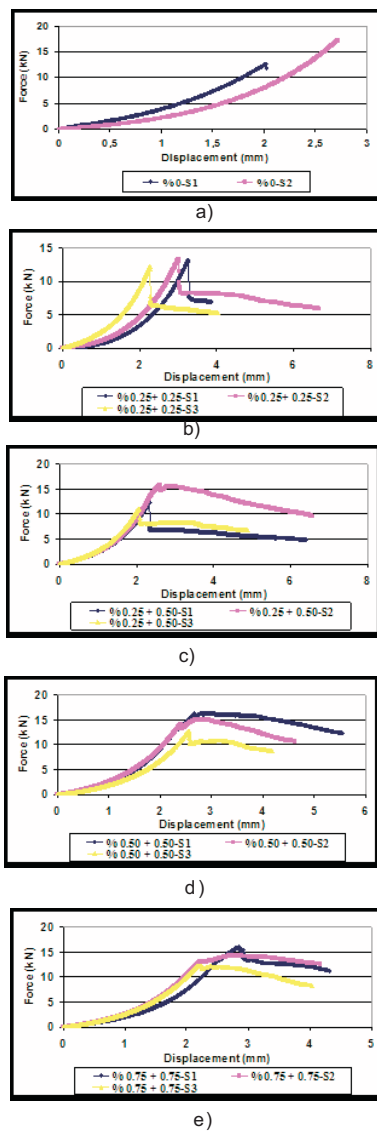 20
15
10
5
0
Force (kN)
0 0,5 1 1,5 2 2,5 3
Displacement (mm)
%0-S1 %0-S2
a)
15
10
5
0
Force (kN)
0 2 4 6 8
Displacement (mm)
%0.25+ 0.25-S1 %0.25+ 0.25-S2
%0.25+ 0.25-S3
b)
20
15
10
5
0
Force (kN)
0 2 4 6 8
Displacement (mm)
%0.25 + 0.50-S1 %0.25 + 0.50-S2
%0.25 + 0.50-S3
c)
20
15
10
5
0
Force (kN)
0 1 2 3 4 5 6
Displacement (mm)
%0.50 + 0.50-S1 %0.50 + 0.50-S2
%0.50 + 0.50-S3
d)
20
15
10
5
0
Force (kN)
0 1 2 3 4 5
Displacement (mm)
%0.75 + 0.75-S1 %0.75 + 0.75-S2
%0.75 + 0.75-S3
e)